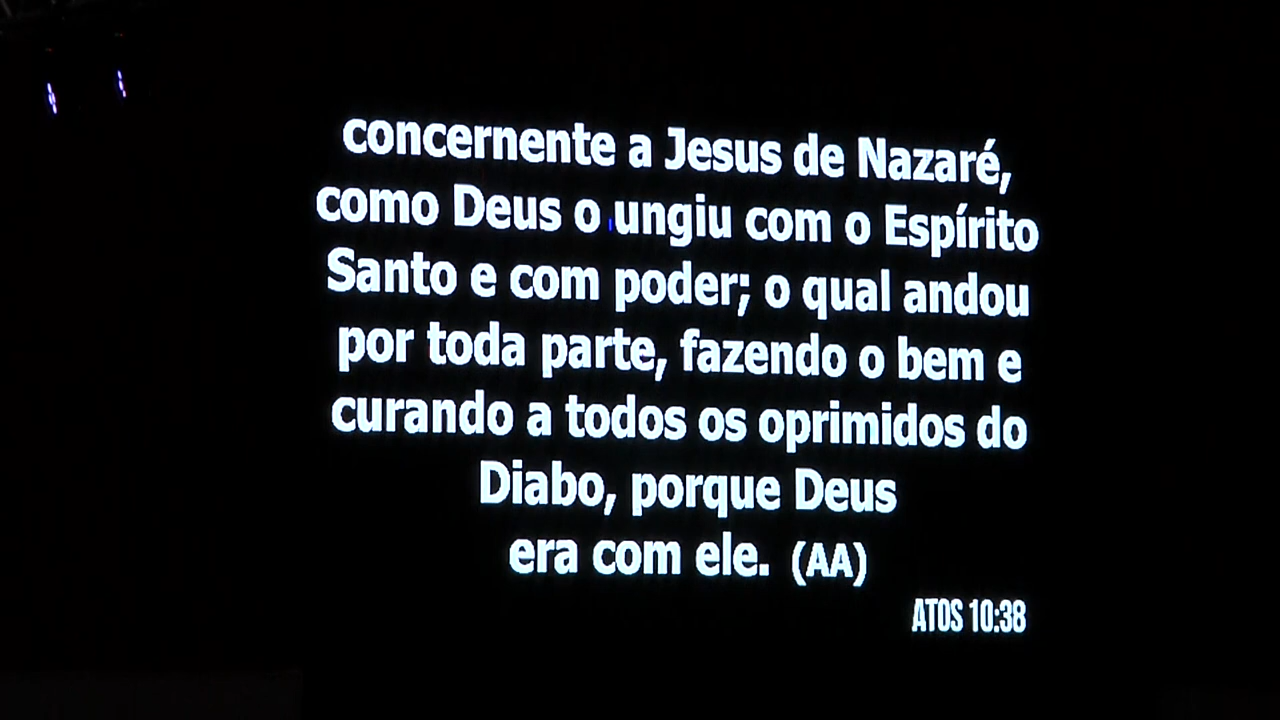 concernente a Jesus de Nazaré,
como Deus o ungiu com o Espírito
Santo e com poder; o qual andou
por toda parte, fazendo o bem e
curando a todos os oprimidos do
Diabo, porque Deus
era com ele. (AA)
ATOS 10:38